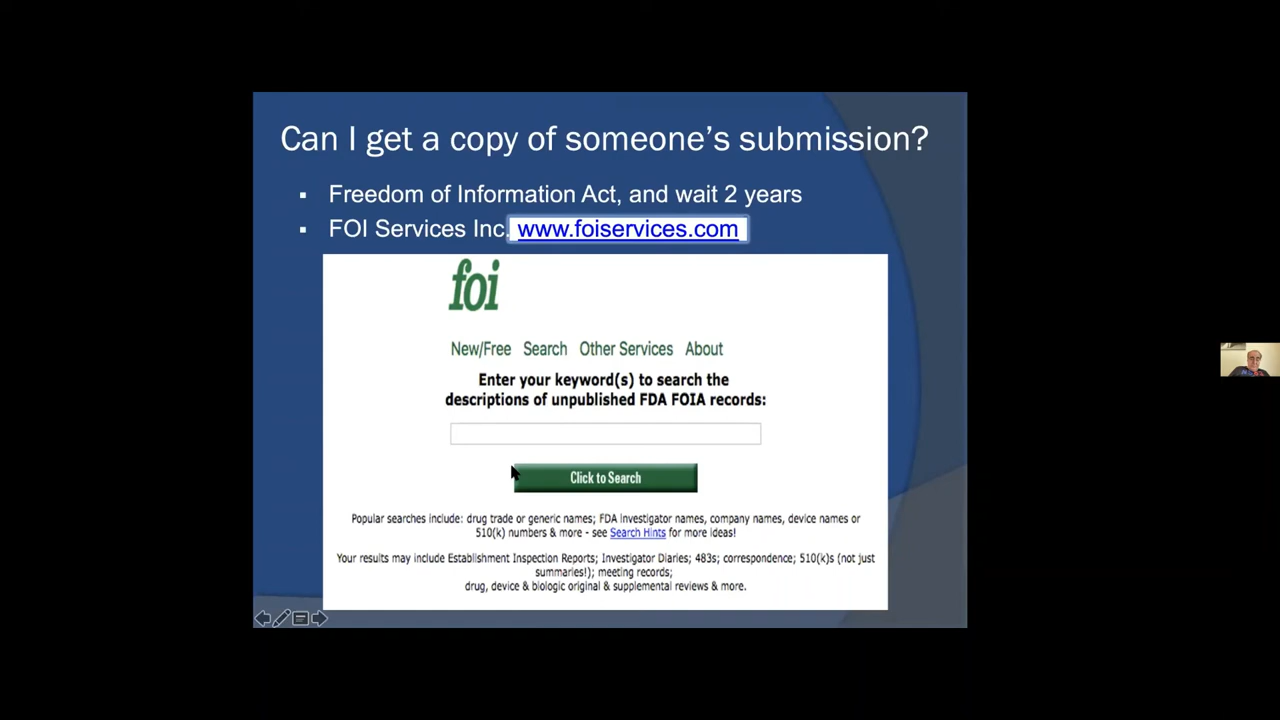 Can I get a copy of someone's submission?
▪ Freedom of Information Act, and wait 2 years
▪ FOI Services Inc. www.foiservices.com
foi
New/Free Search Other Services About
Enter your keyword(s) to search the
descriptions of unpublished FDA FOIA records:
Click to Search
Popular searches include: drug trade or generic names; FDA investigator names, company names, device names or
510(k) numbers & more - see Search Hints for more ideas!
Your results may include Establishment Inspection Reports; Investigator Diaries; 483s; correspondence; 510(k)s (not just
summaries!); meeting records;
drug, device & biologic original & supplemental reviews & more.